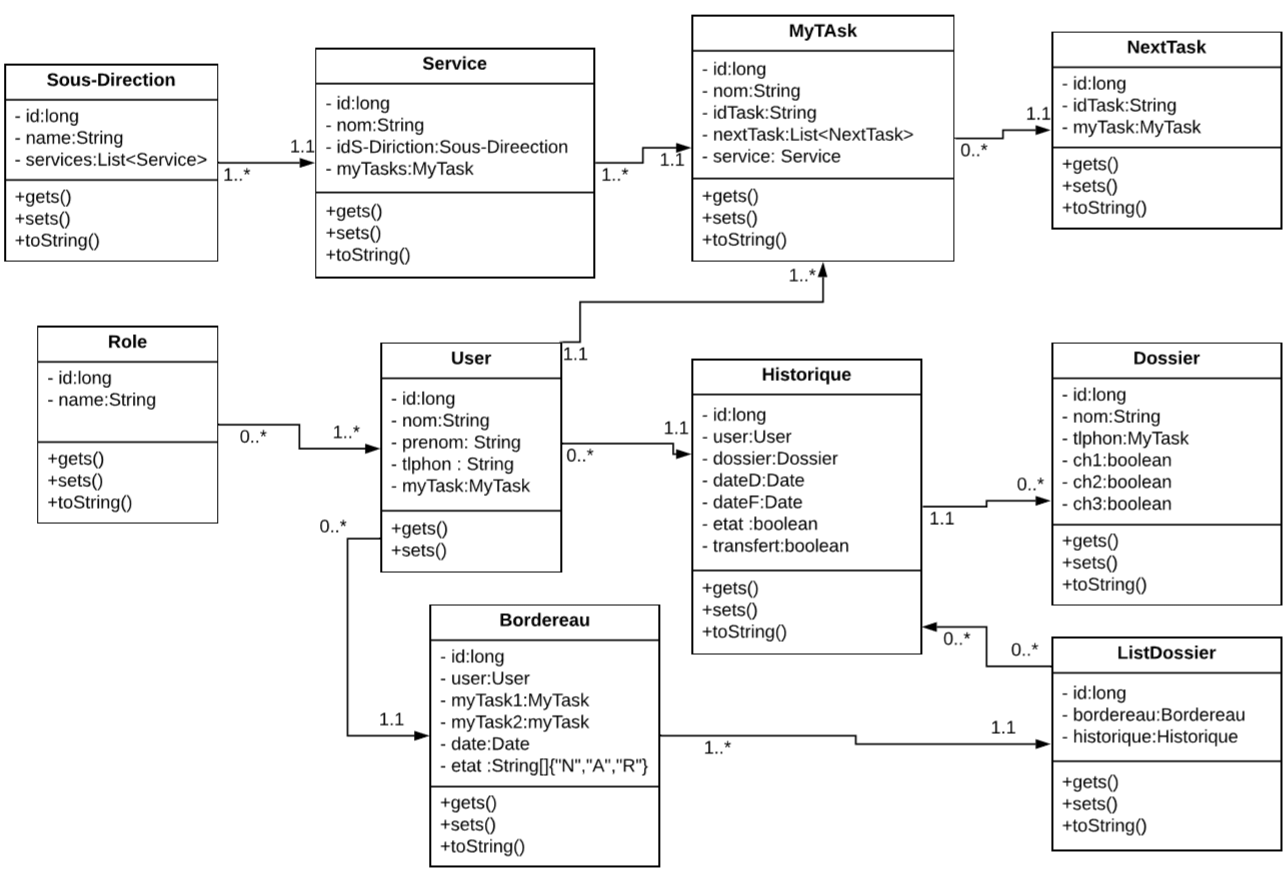 Sous-Direction
- id:long
- name:String
- services:List<Service>
+gets()
+sets()
+toString()
1..*
1.1
Service
- id:long
- nom:String
- idS-Diriction:Sous-Direection
- myTasks:MyTask
+gets()
+sets()
+toString()
1..*
1.1
MyTAsk
- id:long
- nom:String
- idTask:String
- nextTask:List<NextTask>
- service: Service
+gets()
+sets()
+toString()
0..*
1.1
NextTask
- id:long
- idTask:String
- myTask:MyTask
+gets()
+sets()
+toString()
1..*
1.1
Role
- id:long
- name:String
+gets()
+sets()
+toString()
0..*
1..*
User
- id:long
- nom:String
- prenom: String
- tlphon : String
- myTask:MyTask
+gets()
+sets()
0..*
1.1
Historique
- id:long
- user:User
- dossier:Dossier
- dateD:Date
- dateF:Date
- etat :boolean
- transfert:boolean
+gets()
+sets()
+toString()
1.1
0..*
Dossier
- id:long
- nom:String
- tlphon:MyTask
- ch1:boolean
- ch2:boolean
- ch3:boolean
+gets()
+sets()
+toString()
0..*
1.1
Bordereau
- id:long
- user:User
- myTask1:MyTask
- myTask2:myTask
- date:Date
- etat :String[]{"N","A","R"}
+gets()
+sets()
+toString()
1..*
1.1
0..*
0..*
ListDossier
- id:long
- bordereau:Bordereau
- historique:Historique
+gets()
+sets()
+toString()